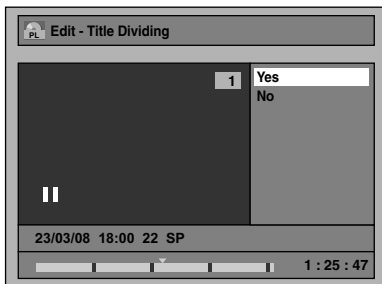 PL Edit - Title Dividing
1
Yes
No
23/03/08 18:00 22 SP
1 : 25 : 47